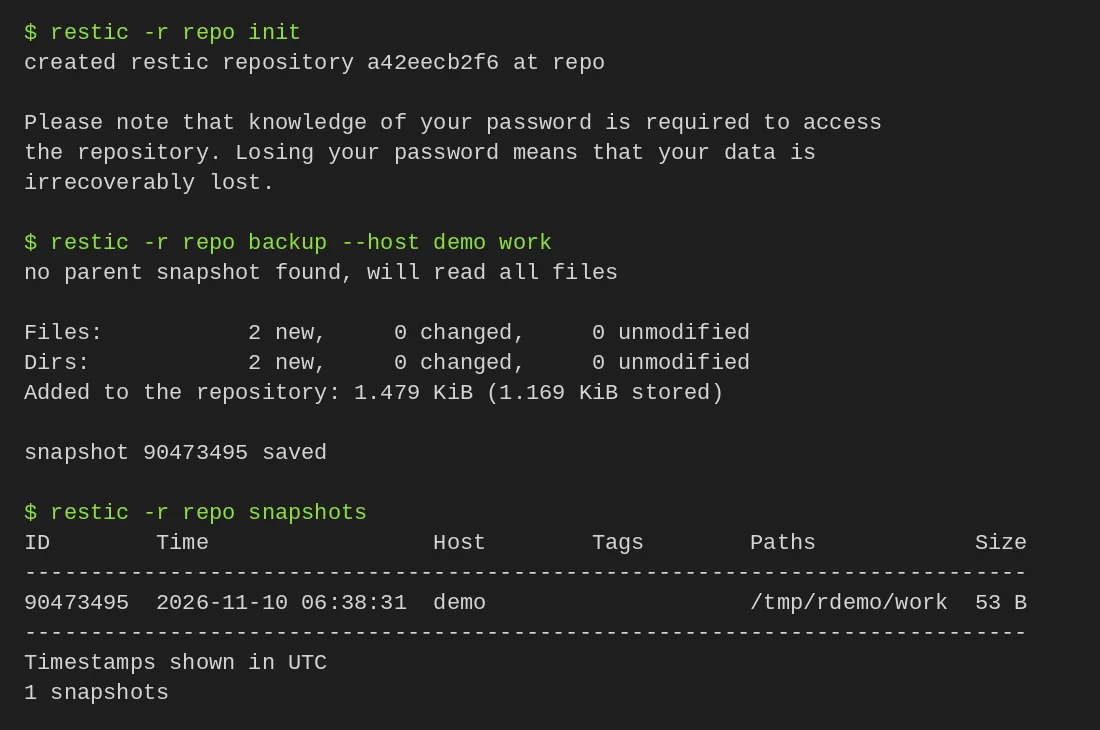 $ restic -r repo init
created restic repository a42eecb2f6 at repo

Please note that knowledge of your password is required to access
the repository. Losing your password means that your data is
irrecoverably lost.

$ restic -r repo backup --host demo work
no parent snapshot found, will read all files

Files:           2 new,     0 changed,     0 unmodified
Dirs:            2 new,     0 changed,     0 unmodified
Added to the repository: 1.479 KiB (1.169 KiB stored)

snapshot 90473495 saved

$ restic -r repo snapshots
ID        Time                 Host        Tags        Paths            Size
----------------------------------------------------------------------------
90473495  2026-11-10 06:38:31  demo                    /tmp/rdemo/work  53 B
----------------------------------------------------------------------------
Timestamps shown in UTC
1 snapshots